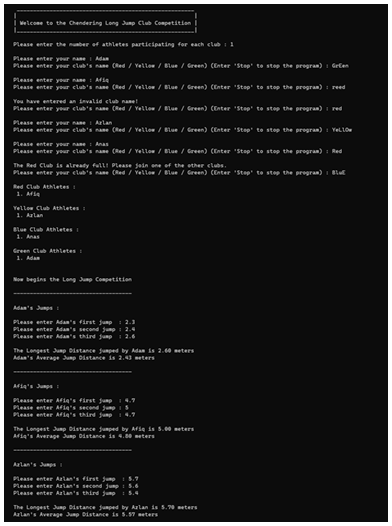 Welcome to the Chendering Long Jump Club Competition
Please enter the number of athletes participating for each club : 1
Please enter your name : Adam
Please enter your club's name (Red / Yellow / Blue / Green) (Enter 'Stop' to stop the program) : GrEen
Please enter your name : Afiq
Please enter your club's name (Red / Yellow / Blue / Green) (Enter 'Stop' to stop the program) : reed
You have entered an invalid club name!
Please enter your club's name (Red / Yellow / Blue / Green) (Enter 'Stop' to stop the program) : red
Please enter your name : Azlan
Please enter your club's name (Red / Yellow / Blue / Green) (Enter 'Stop' to stop the program) : YeLlOw
Please enter your name : Anas
Please enter your club's name (Red / Yellow / Blue / Green) (Enter 'Stop' to stop the program) : Red
The Red Club is already full! Please join one of the other clubs.
Please enter your club's name (Red / Yellow / Blue / Green) (Enter 'Stop' to stop the program) : BluE
Red Club Athletes :
1. Afiq
Yellow Club Athletes :
1. Azlan
Blue Club Athletes :
1. Anas
Green Club Athletes :
1. Adam
Now begins the Long Jump Competition
Adam's Jumps :
Please enter Adam's first jump : 2.3
Please enter Adam's second jump : 2.4
Please enter Adam's third jump : 2.6
The Longest Jump Distance jumped by Adam is 2.60 meters
Adam's Average Jump Distance is 2.43 meters
Afiq's Jumps :
Please enter Afiq's first jump : 4.7
Please enter Afiq's second jump : 5
Please enter Afiq's third jump : 4.7
The Longest Jump Distance jumped by Afiq is 5.00 meters
Afiq's Average Jump Distance is 4.80 meters
Azlan's Jumps :
Please enter Azlan's first jump : 5.7
Please enter Azlan's second jump : 5.6
Please enter Azlan's third jump : 5.4
The Longest Jump Distance jumped by Azlan is 5.70 meters
Azlan's Average Jump Distance is 5.57 meters